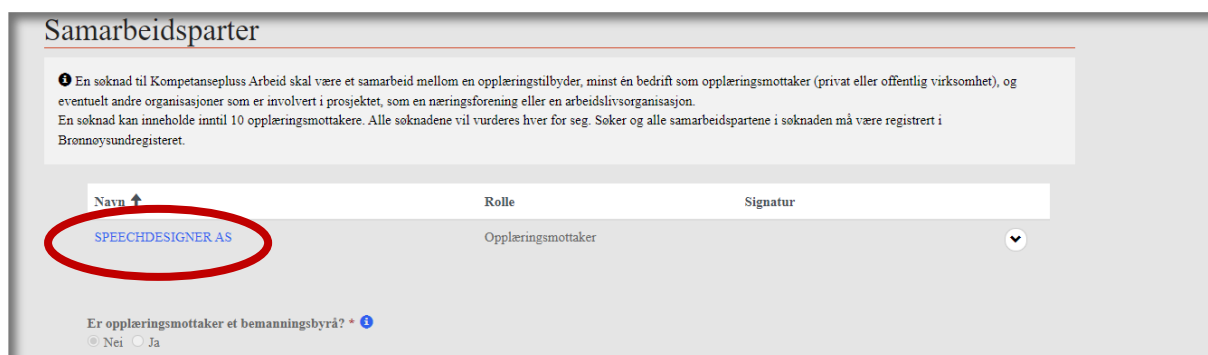 Samarbeidsparter
En søknad til Kompetansepluss Arbeid skal være et samarbeid mellom en opplæringstilbyder, minst én bedrift som opplæringsmottaker (privat eller offentlig virksomhet), og
eventuelt andre organisasjoner som er involvert i prosjektet, som en næringsforening eller en arbeidslivsorganisasjon.
En søknad kan inneholde inntil 10 opplæringsmottakere. Alle søknadene vil vurderes hver for seg. Søker og alle samarbeidspartene i søknaden må være registrert i
Brønnøysundregisteret.
Navn Rolle Signatur
SPEECHDESIGNER AS Opplæringsmottaker
Er opplæringsmottaker et bemanningsbyrå? *
Nei Ja